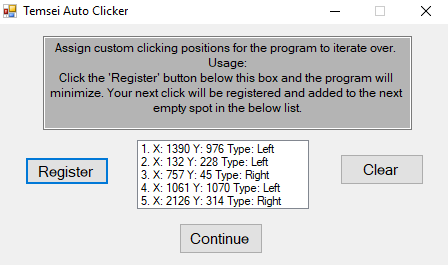 Temsei Auto Clicker
Assign custom clicking positions for the program to iterate over.
Usage:
Click the 'Register' button below this box and the program will
minimize. Your next click will be registered and added to the next
empty spot in the below list.
Register
1. X: 1390 Y: 976 Type: Left
2. X: 132 Y: 228 Type: Left
3. X: 757 Y: 45 Type: Right
4. X: 1061 Y: 1070 Type: Left
5. X: 2126 Y: 314 Type: Right
Clear
Continue